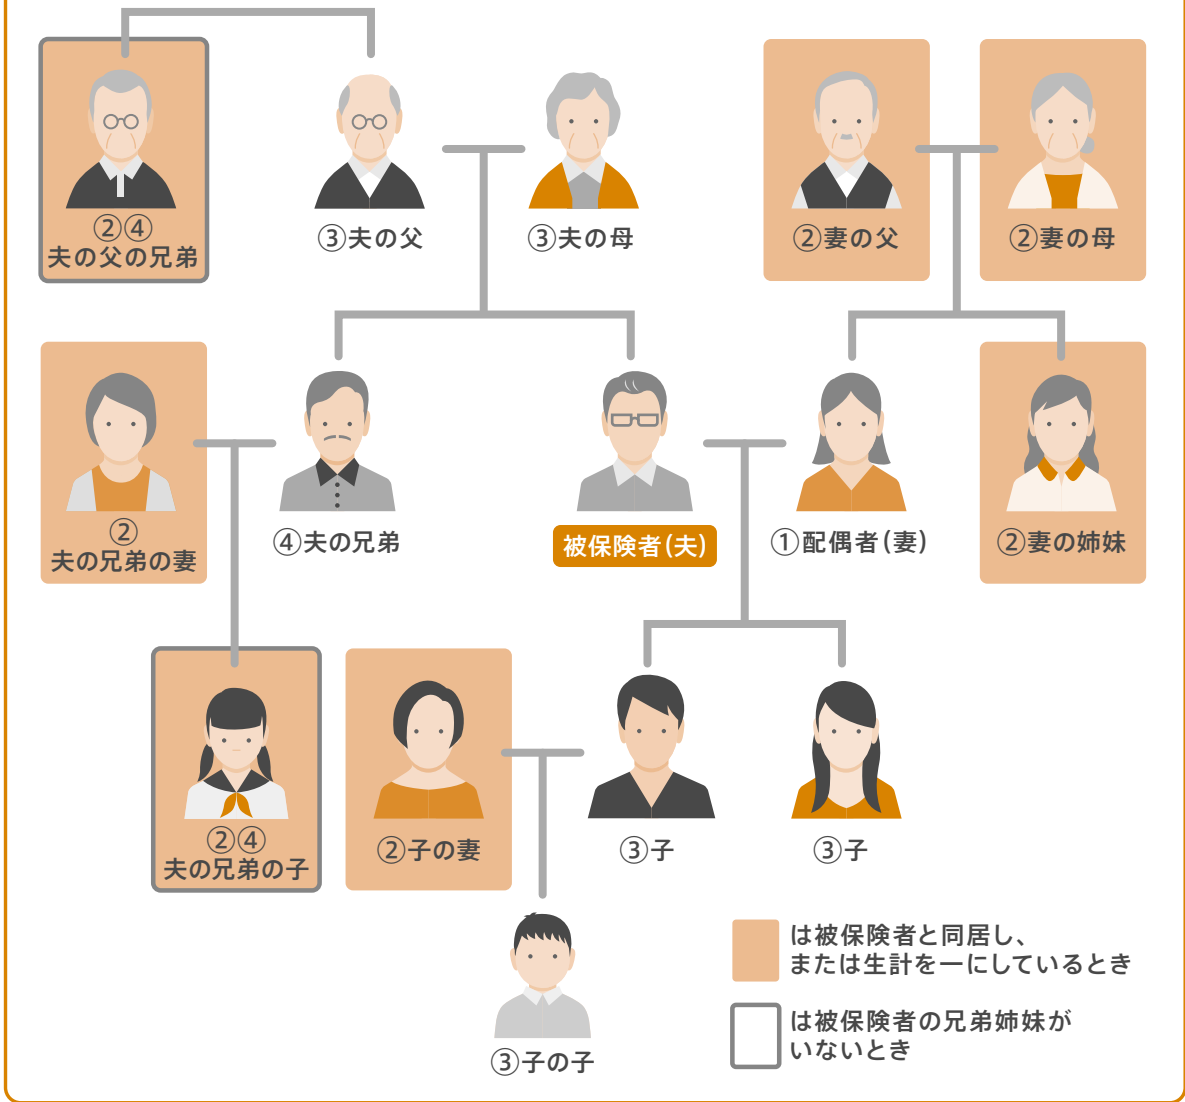 ②④
夫の父の兄弟
③夫の父
③夫の母
②妻の父
②妻の母
②
夫の兄弟の妻
④夫の兄弟
被保険者(夫)
①配偶者(妻)
②妻の姉妹
②④
夫の兄弟の子
②子の妻
③子
③子
③子の子
は被保険者と同居し、
または生計を一にしているとき
は被保険者の兄弟姉妹が
いないとき